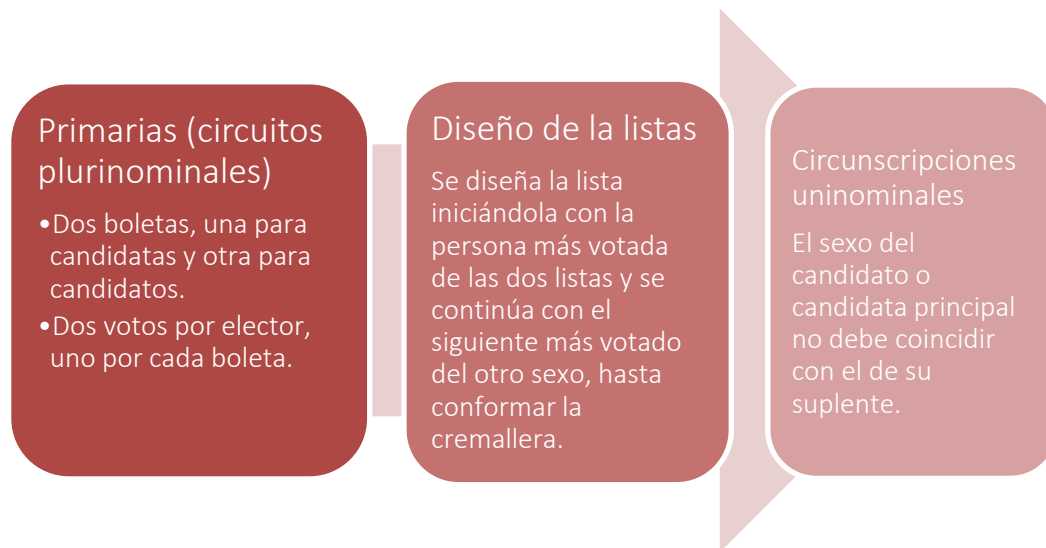 Primarias (circuitos
plurinominales)
•Dos boletas, una para
candidatas y otra para
candidatos.
•Dos votos por elector,
uno por cada boleta.
Diseño de la listas
Se diseña la lista
iniciándola con la
persona más votada
de las dos listas y se
continúa con el
siguiente más votado
del otro sexo, hasta
conformar la
cremallera.
Circunscripciones
uninominales
El sexo del
candidato o
candidata principal
no debe coincidir
con el de su
suplente.